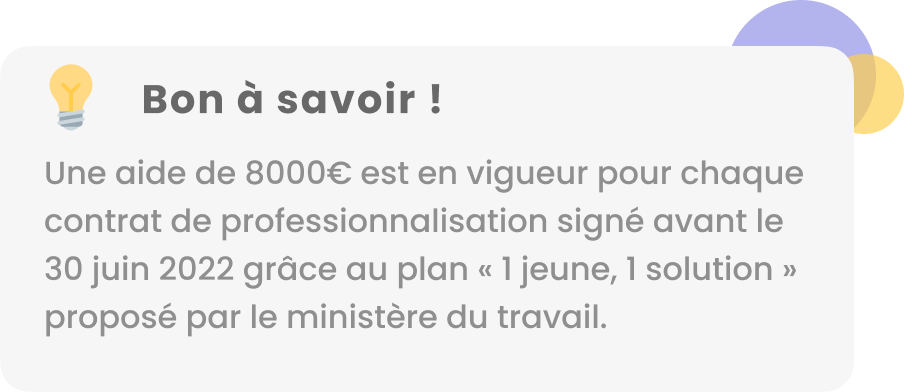 Bon à savoir !
Une aide de 8000€ est en vigueur pour chaque
contrat de professionnalisation signé avant le
30 juin 2022 grâce au plan « 1 jeune, 1 solution »
proposé par le ministère du travail.